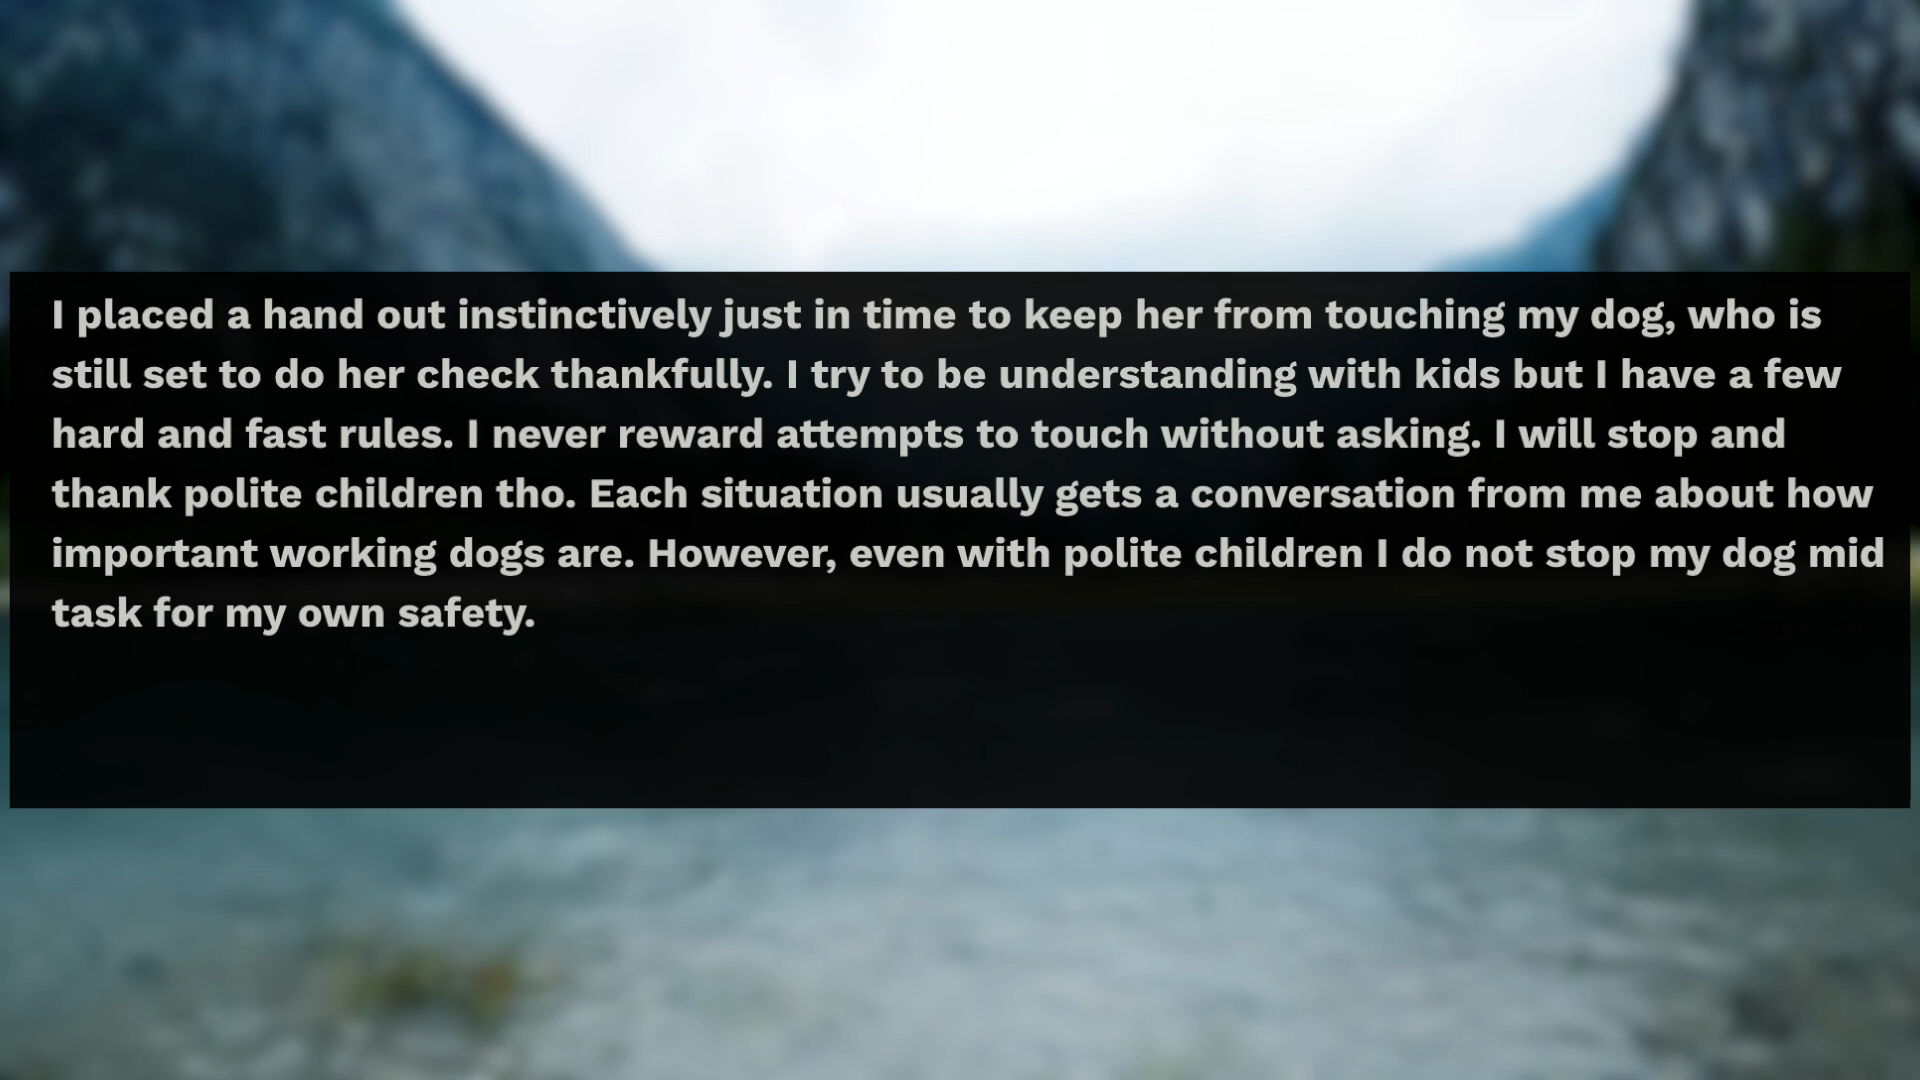 I placed a hand out instinctively just in time to keep her from touching my dog, who is
still set to do her check thankfully. I try to be understanding with kids but I have a few
hard and fast rules. I never reward attempts to touch without asking. I will stop and
thank polite children tho. Each situation usually gets a conversation from me about how
important working dogs are. However, even with polite children I do not stop my dog mid
task for my own safety.